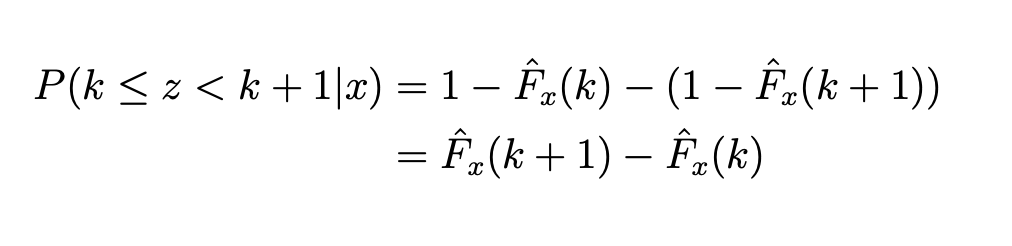 P(k ≤ z < k + 1|x) = 1 − F̂ₓ(k) − (1 − F̂ₓ(k + 1))
= F̂ₓ(k + 1) − F̂ₓ(k)